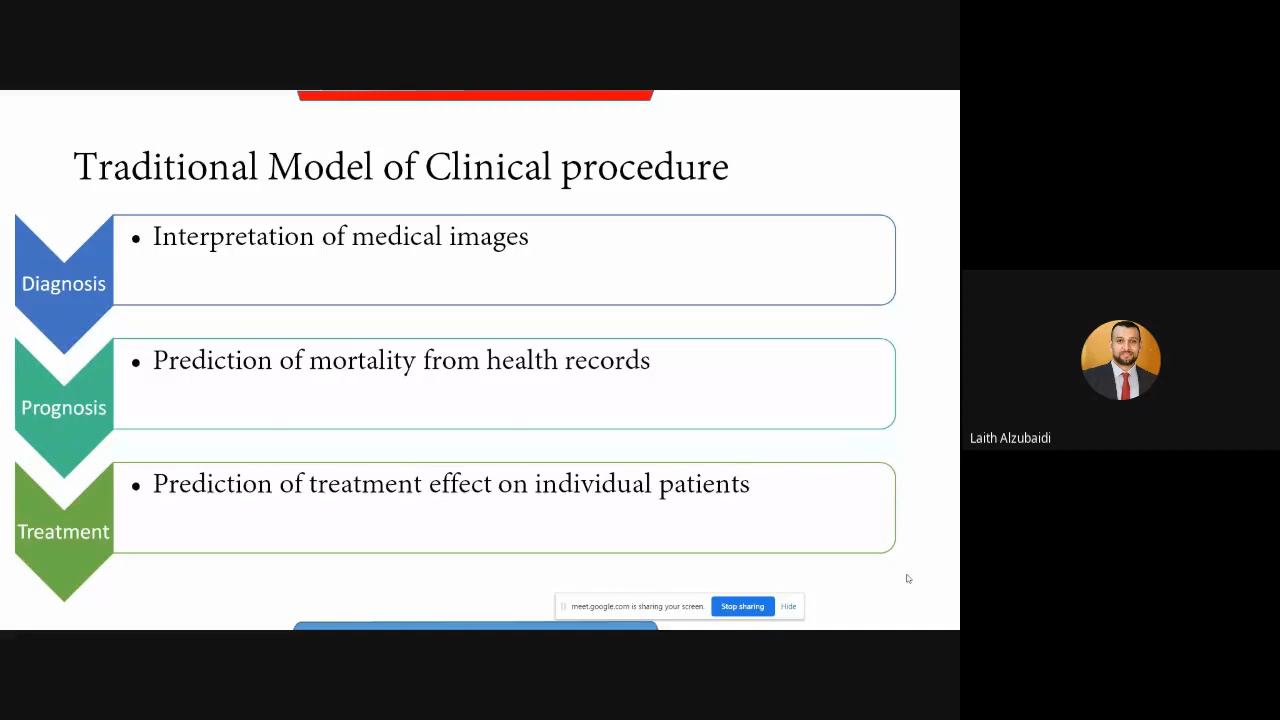 Traditional Model of Clinical procedure
Diagnosis
• Interpretation of medical images
Prognosis
• Prediction of mortality from health records
Treatment
• Prediction of treatment effect on individual patients
meet.google.com is sharing your screen. Stop sharing Hide
Laith Alzubaidi